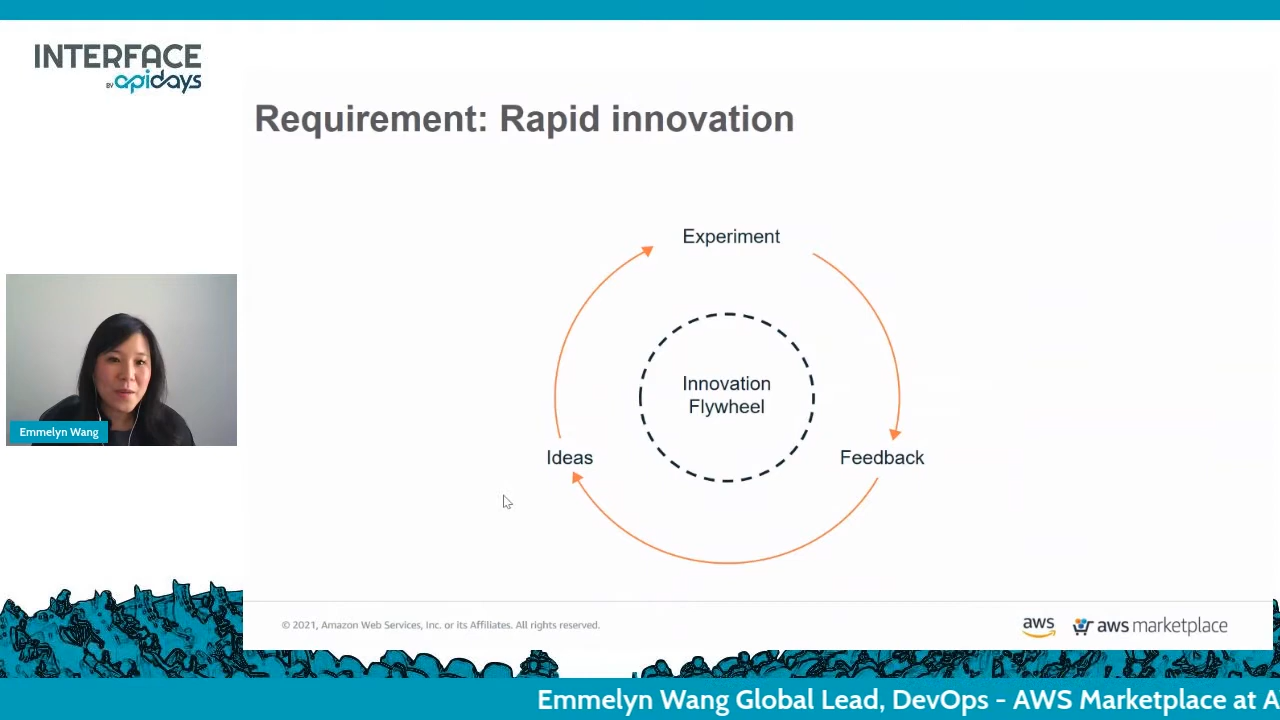 INTERFACE
BY apidays
Requirement: Rapid innovation
Experiment
Innovation
Flywheel
Ideas
Feedback
Emmelyn Wang
© 2021, Amazon Web Services, Inc. or its Affiliates. All rights reserved.
aws
aws marketplace
Emmelyn Wang Global Lead, DevOps - AWS Marketplace at A